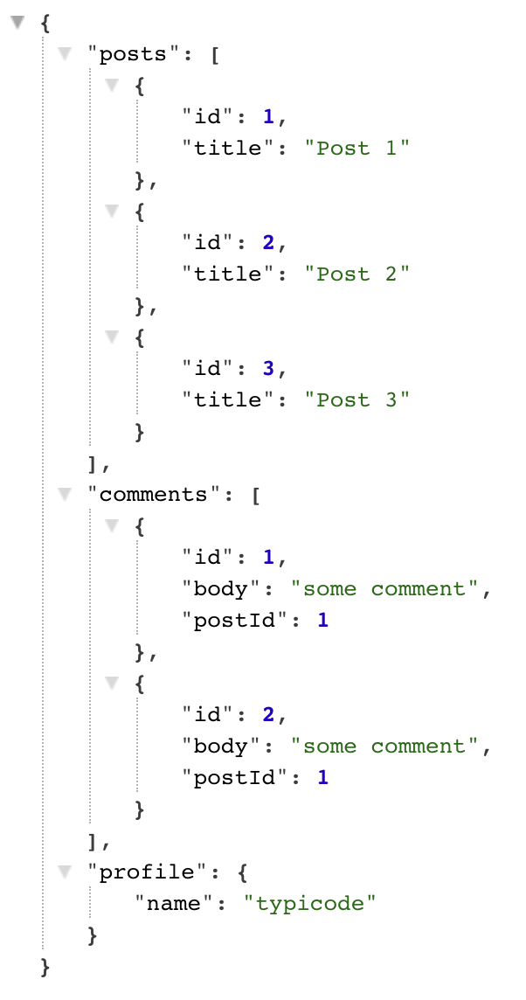 {
"posts": [
{
"id": 1,
"title": "Post 1"
},
{
"id": 2,
"title": "Post 2"
},
{
"id": 3,
"title": "Post 3"
}
],
"comments": [
{
"id": 1,
"body": "some comment",
"postId": 1
},
{
"id": 2,
"body": "some comment",
"postId": 1
}
],
"profile": {
"name": "typicode"
}
}